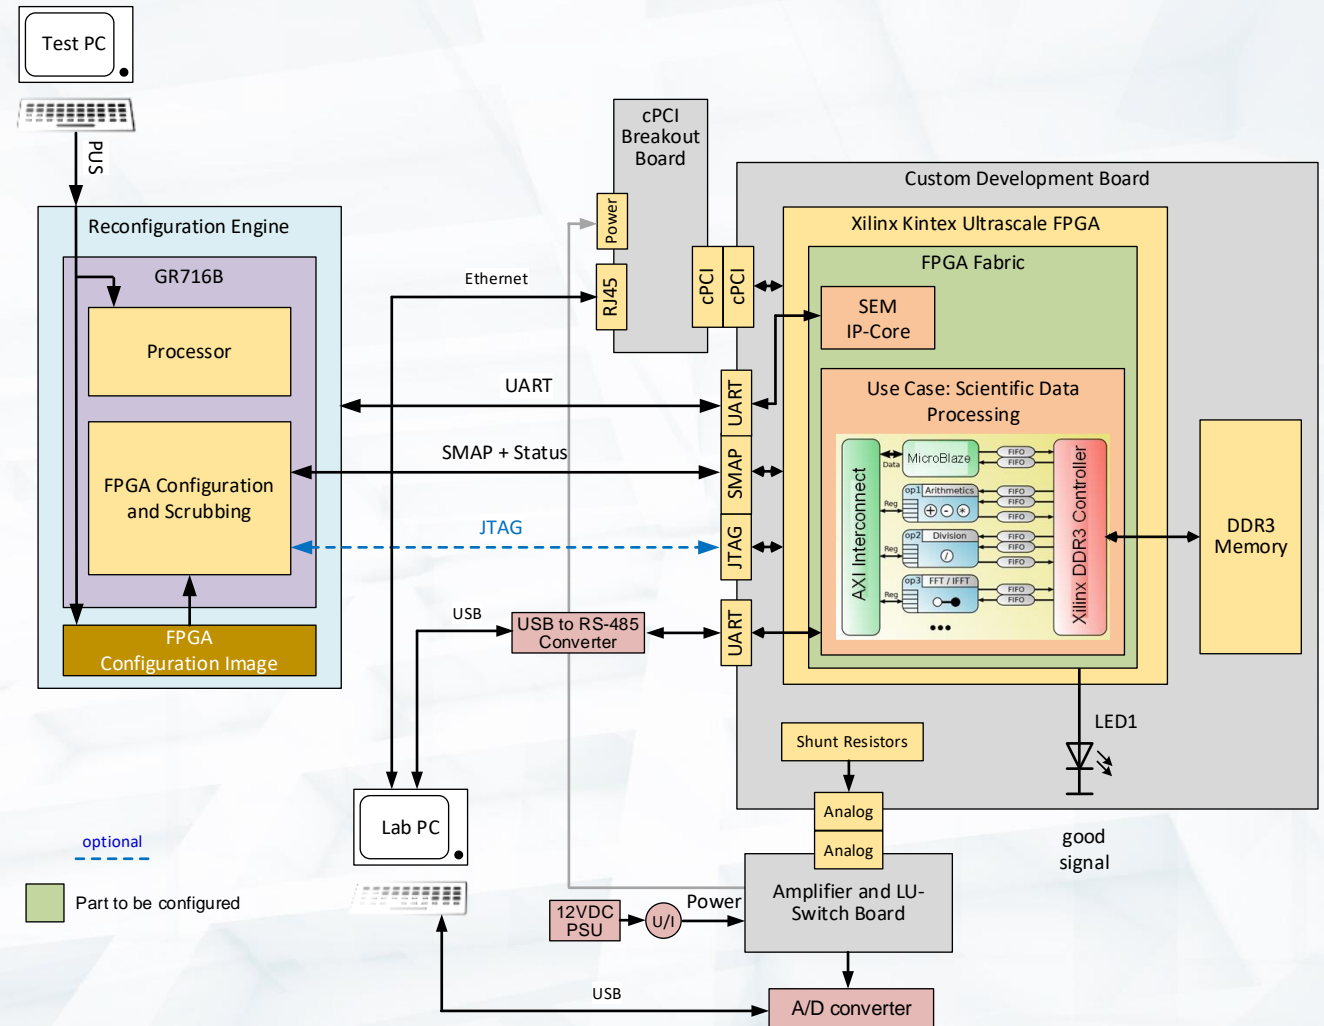 Test PC
PUS
Reconfiguration Engine
GR716B
Processor
FPGA Configuration
and Scrubbing
FPGA
Configuration Image
Ethernet
UART
SMAP + Status
JTAG
USB
USB to RS-485
Converter
cPCI
Breakout
Board
Power
RJ45
cPCI
cPCI
UART
SMAP
JTAG
UART
Custom Development Board
Xilinx Kintex Ultrascale FPGA
FPGA Fabric
SEM
IP-Core
Use Case: Scientific Data
Processing
AXI Interconnect
Data
MicroBlaze
FIFO
FIFO
Reg
op1 Arithmetics
+ - *
FIFO
FIFO
FIFO
Reg
op2 Division
/
FIFO
FIFO
FIFO
Reg
op3 FFT / IFFT
FIFO
FIFO
•••
Xilinx DDR3 Controller
DDR3
Memory
LED1
good
signal
Shunt Resistors
Analog
Analog
Amplifier and LU-
Switch Board
Lab PC
optional
Part to be configured
12VDC
PSU
U/I
Power
USB
A/D converter